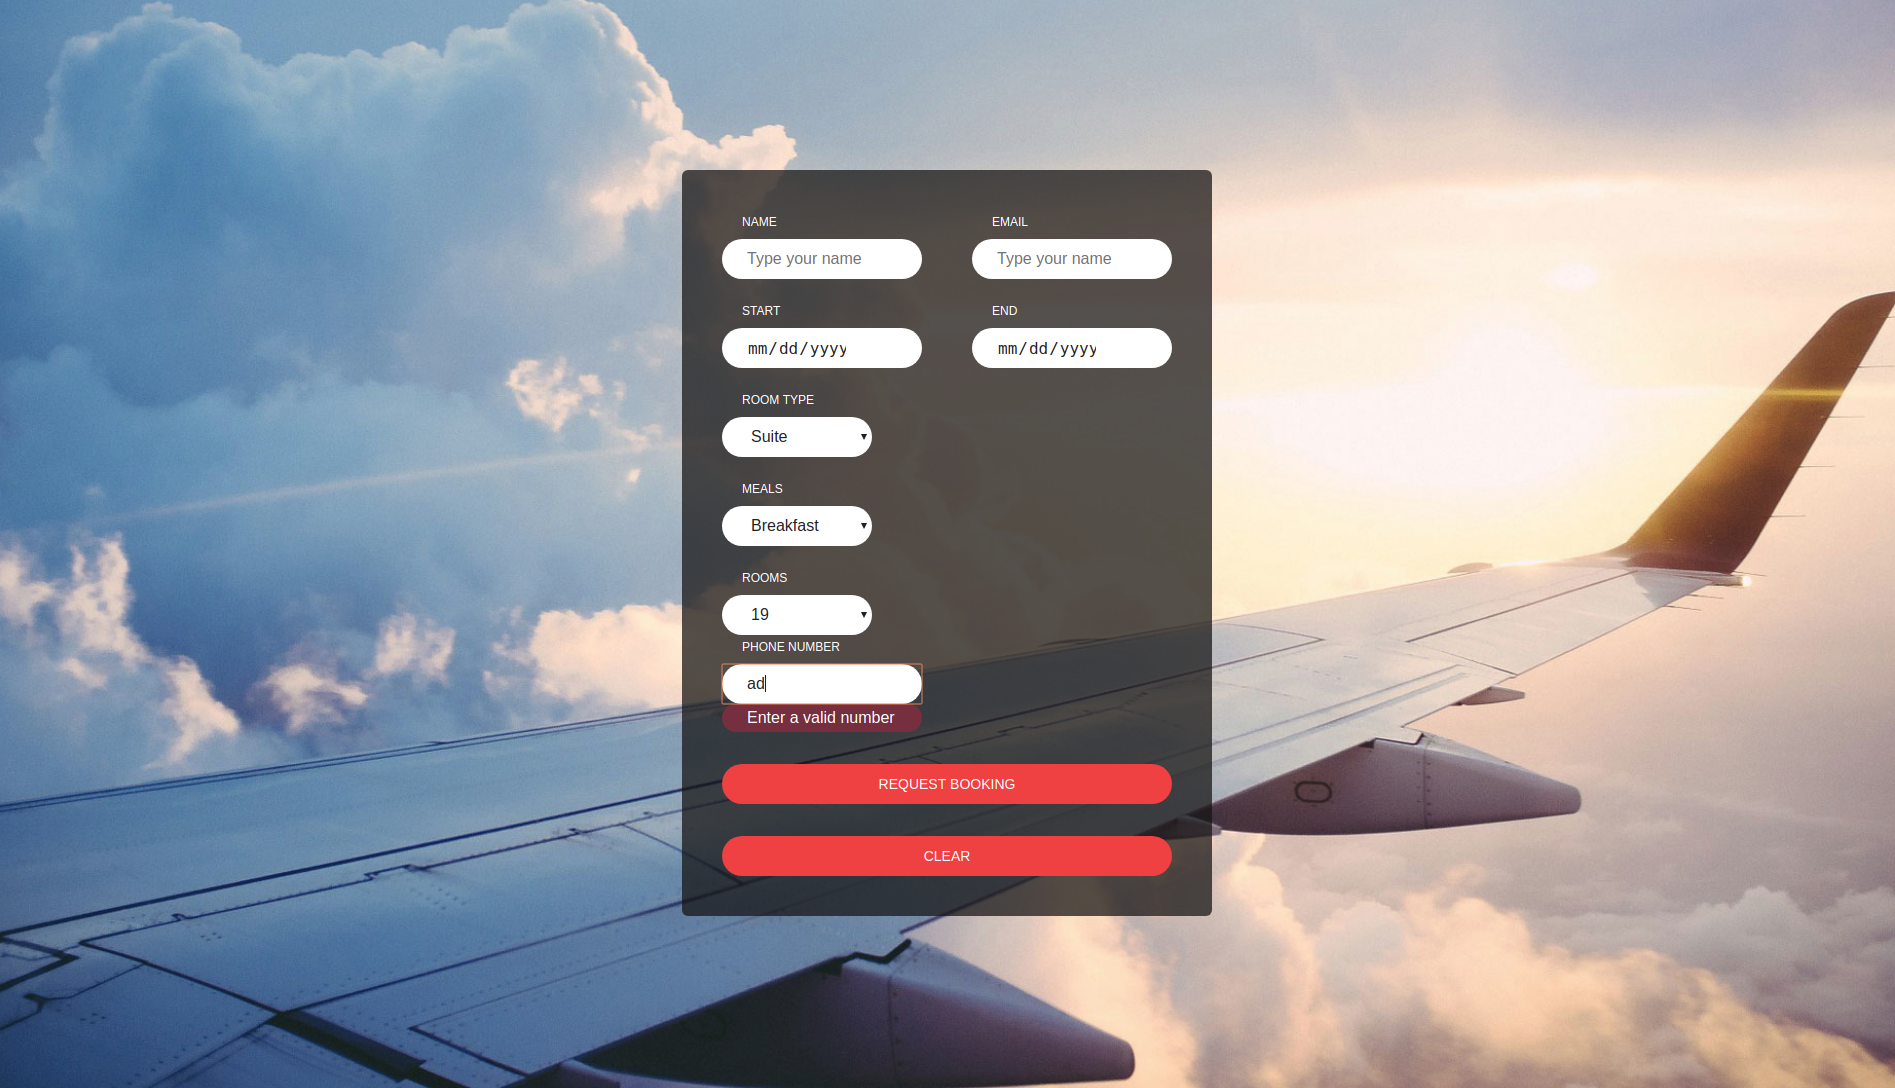 NAME
EMAIL
Type your name
Type your name
START
END
mm/dd/yyyy
mm/dd/yyyy
ROOM TYPE
Suite
MEALS
Breakfast
ROOMS
19
PHONE NUMBER
ad
Enter a valid number
REQUEST BOOKING
CLEAR